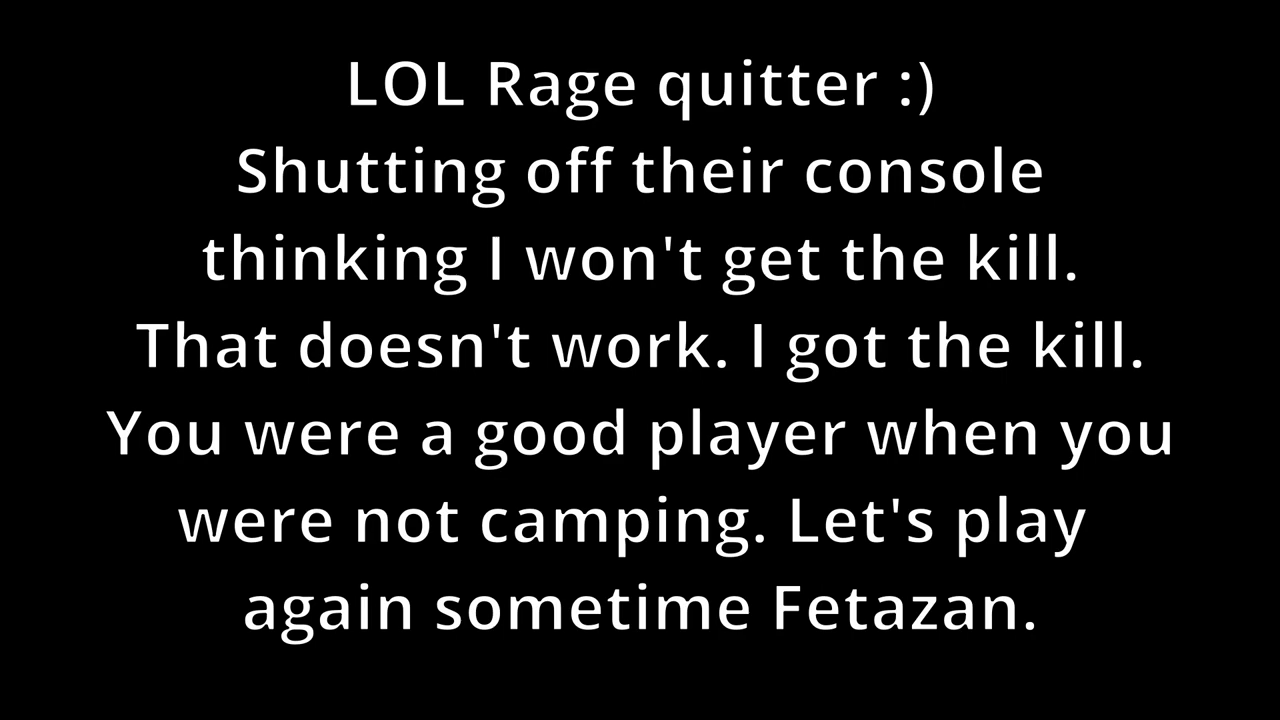 LOL Rage quitter :)
Shutting off their console
thinking I won't get the kill.
That doesn't work. I got the kill.
You were a good player when you
were not camping. Let's play
again sometime Fetazan.